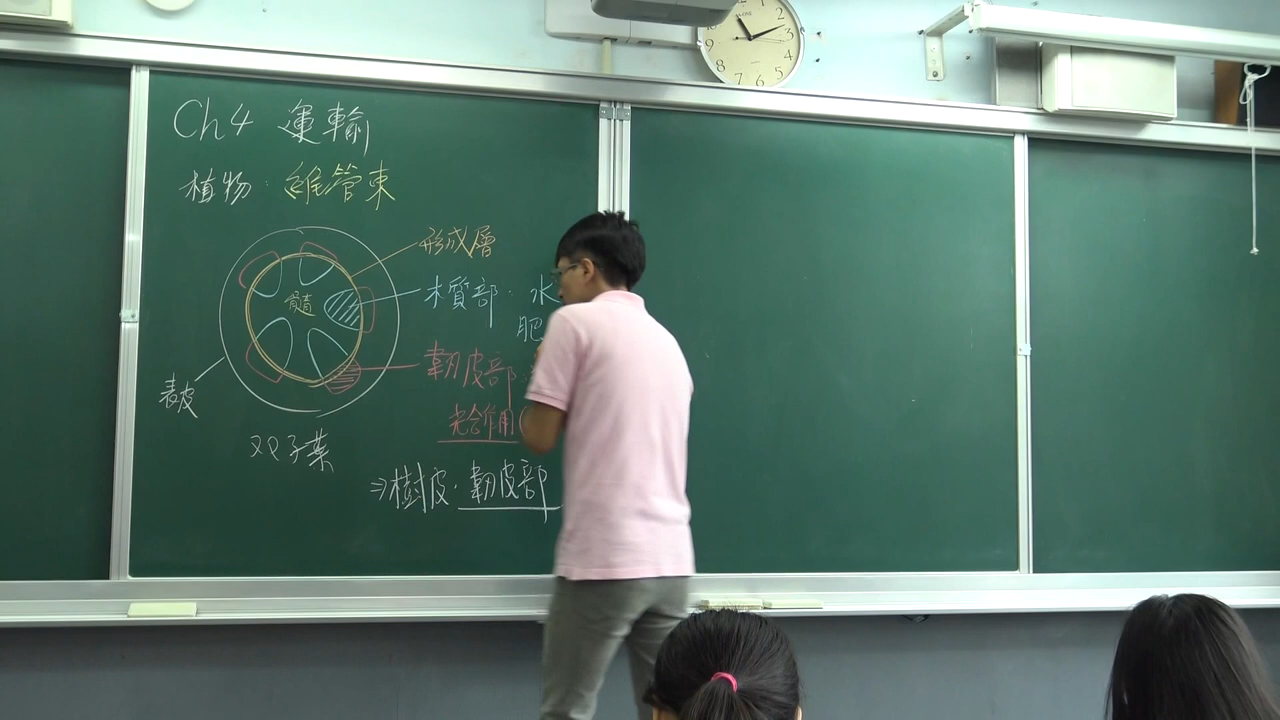 Ch4 運輸
植物：維管束
形成層
髓
木質部：水
肥
韌皮部
光合作用(
表皮
双子葉
⇒樹皮：韌皮部